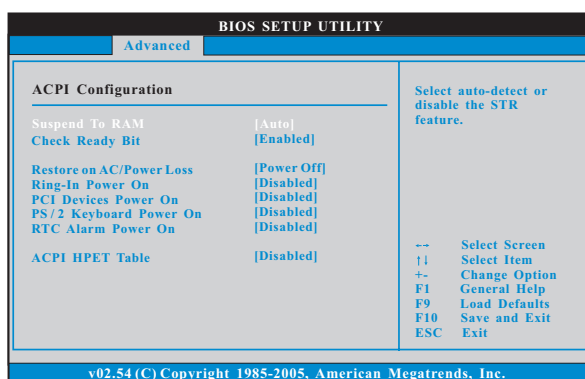 BIOS SETUP UTILITY
Advanced
ACPI Configuration
Suspend To RAM [Auto]
Check Ready Bit [Enabled]
Restore on AC/Power Loss [Power Off]
Ring-In Power On [Disabled]
PCI Devices Power On [Disabled]
PS/2 Keyboard Power On [Disabled]
RTC Alarm Power On [Disabled]
ACPI HPET Table [Disabled]
Select auto-detect or
disable the STR
feature.
←→ Select Screen
↑↓ Select Item
+- Change Option
F1 General Help
F9 Load Defaults
F10 Save and Exit
ESC Exit
v02.54 (C) Copyright 1985-2005, American Megatrends, Inc.